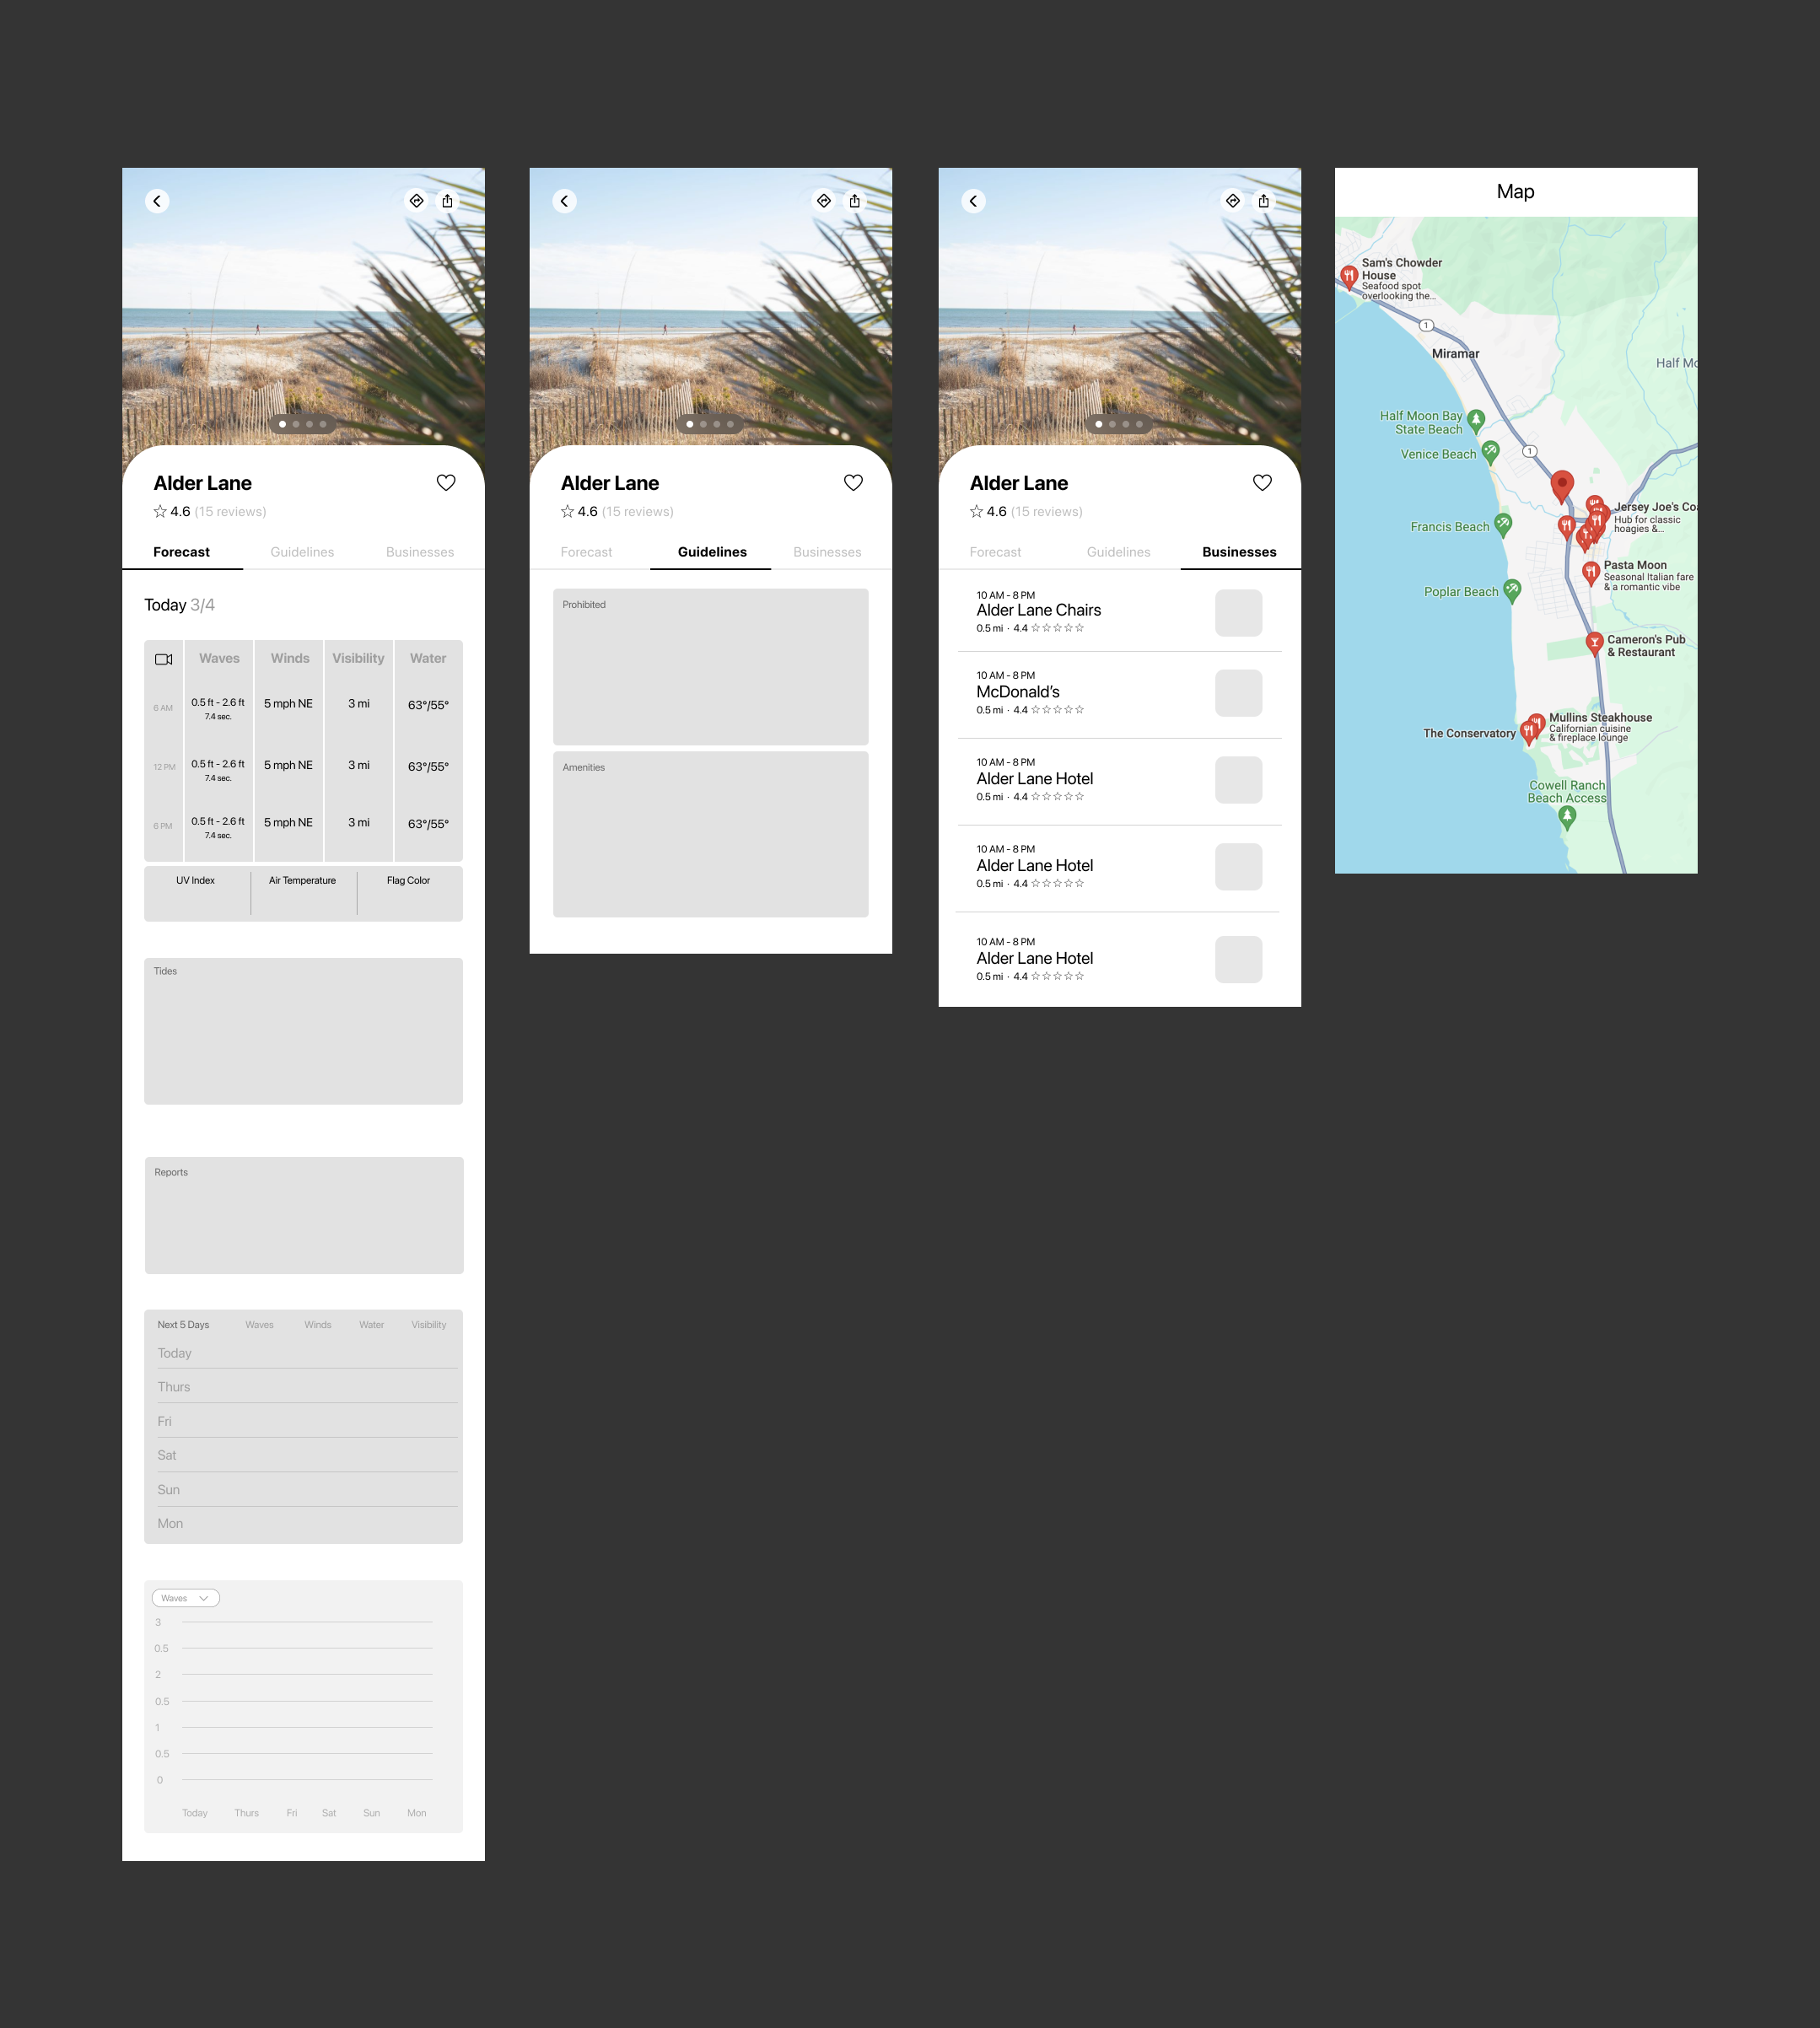 Alder Lane
4.6 (15 reviews)
Forecast Guidelines Businesses
Today 3/4
Waves Winds Visibility Water
6 AM 0.5 ft - 2.6 ft 5 mph NE 3 mi 63°/55°
7.4 sec.
12 PM 0.5 ft - 2.6 ft 5 mph NE 3 mi 63°/55°
7.4 sec.
6 PM 0.5 ft - 2.6 ft 5 mph NE 3 mi 63°/55°
7.4 sec.
UV Index Air Temperature Flag Color
Tides
Reports
Next 5 Days Waves Winds Water Visibility
Today
Thurs
Fri
Sat
Sun
Mon
Waves
3
0.5
2
0.5
1
0.5
0
Today Thurs Fri Sat Sun Mon
Alder Lane
4.6 (15 reviews)
Forecast Guidelines Businesses
Prohibited
Amenities
Alder Lane
4.6 (15 reviews)
Forecast Guidelines Businesses
10 AM - 8 PM
Alder Lane Chairs
0.5 mi · 4.4 ☆☆☆☆☆
10 AM - 8 PM
McDonald's
0.5 mi · 4.4 ☆☆☆☆☆
10 AM - 8 PM
Alder Lane Hotel
0.5 mi · 4.4 ☆☆☆☆☆
10 AM - 8 PM
Alder Lane Hotel
0.5 mi · 4.4 ☆☆☆☆☆
10 AM - 8 PM
Alder Lane Hotel
0.5 mi · 4.4 ☆☆☆☆☆
Map
Sam's Chowder
House
Seafood spot
overlooking the...
1
Miramar
Half Mo
Half Moon Bay
State Beach
1
Venice Beach
Jersey Joe's Coa
Hub for classic
hoagies &...
Francis Beach
Pasta Moon
Seasonal Italian fare
& a romantic vibe
Poplar Beach
Cameron's Pub
& Restaurant
Mullins Steakhouse
Californian cuisine
& fireplace lounge
The Conservatory
Cowell Ranch
Beach Access